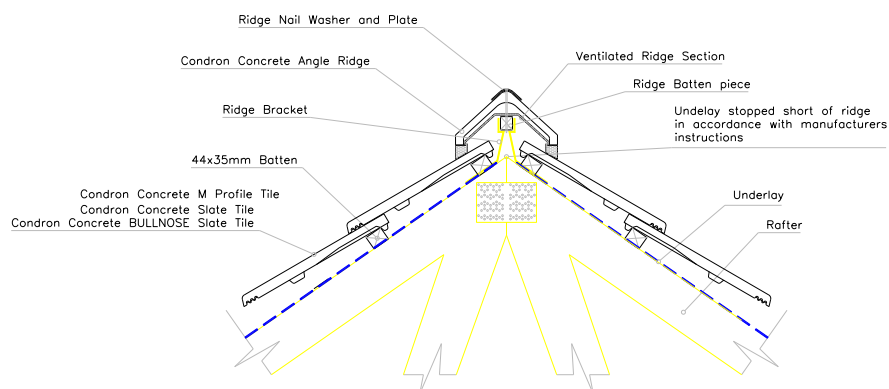 Ridge Nail Washer and Plate
Condron Concrete Angle Ridge
Ventilated Ridge Section
Ridge Batten piece
Ridge Bracket
Undelay stopped short of ridge
in accordance with manufacturers
instructions
44x35mm Batten
Condron Concrete M Profile Tile
Condron Concrete Slate Tile
Condron Concrete BULLNOSE Slate Tile
Underlay
Rafter